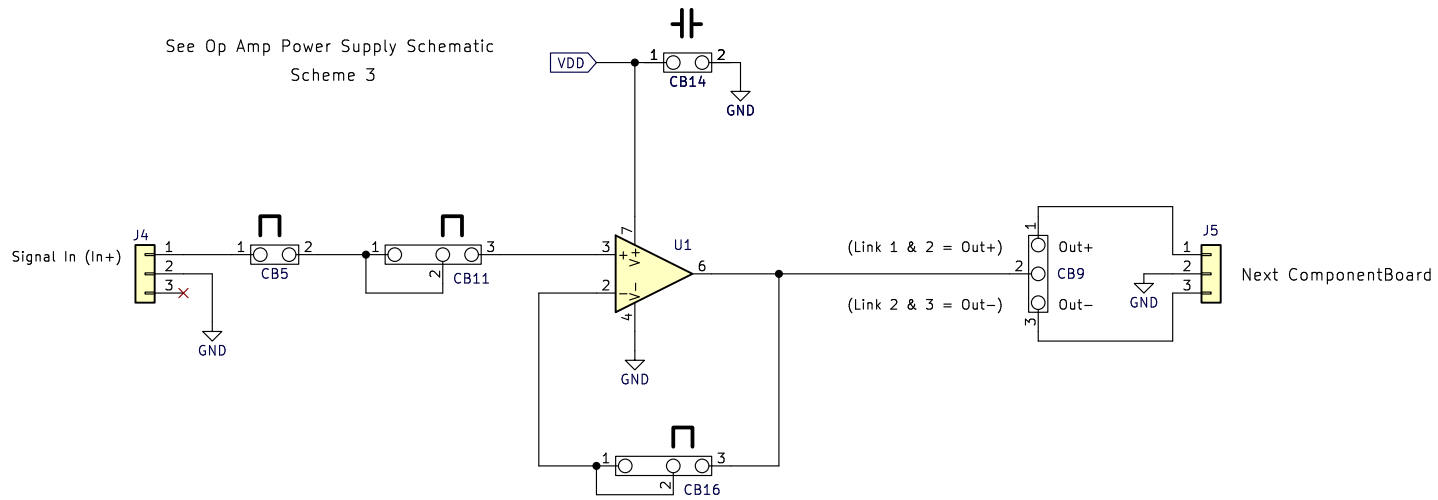 See Op Amp Power Supply Schematic
Scheme 3
VDD
1
2
CB14
GND
J4
Signal In (In+)
1
2
3
GND
1
2
CB5
1
2
3
CB11
3
2
7
4
6
+
−
V+
V−
U1
GND
1
2
3
CB16
(Link 1 & 2 = Out+)
(Link 2 & 3 = Out−)
1
2
3
Out+
CB9
Out−
J5
1
2
3
GND
Next ComponentBoard